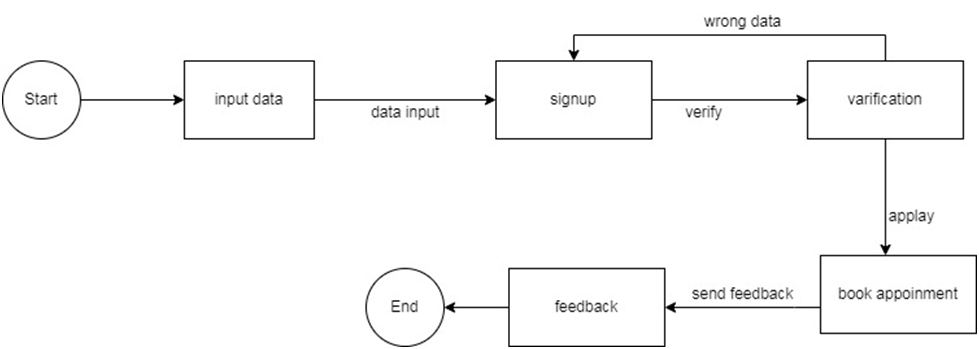 wrong data
Start
input data
data input
signup
verify
varification
applay
book appoinment
send feedback
feedback
End